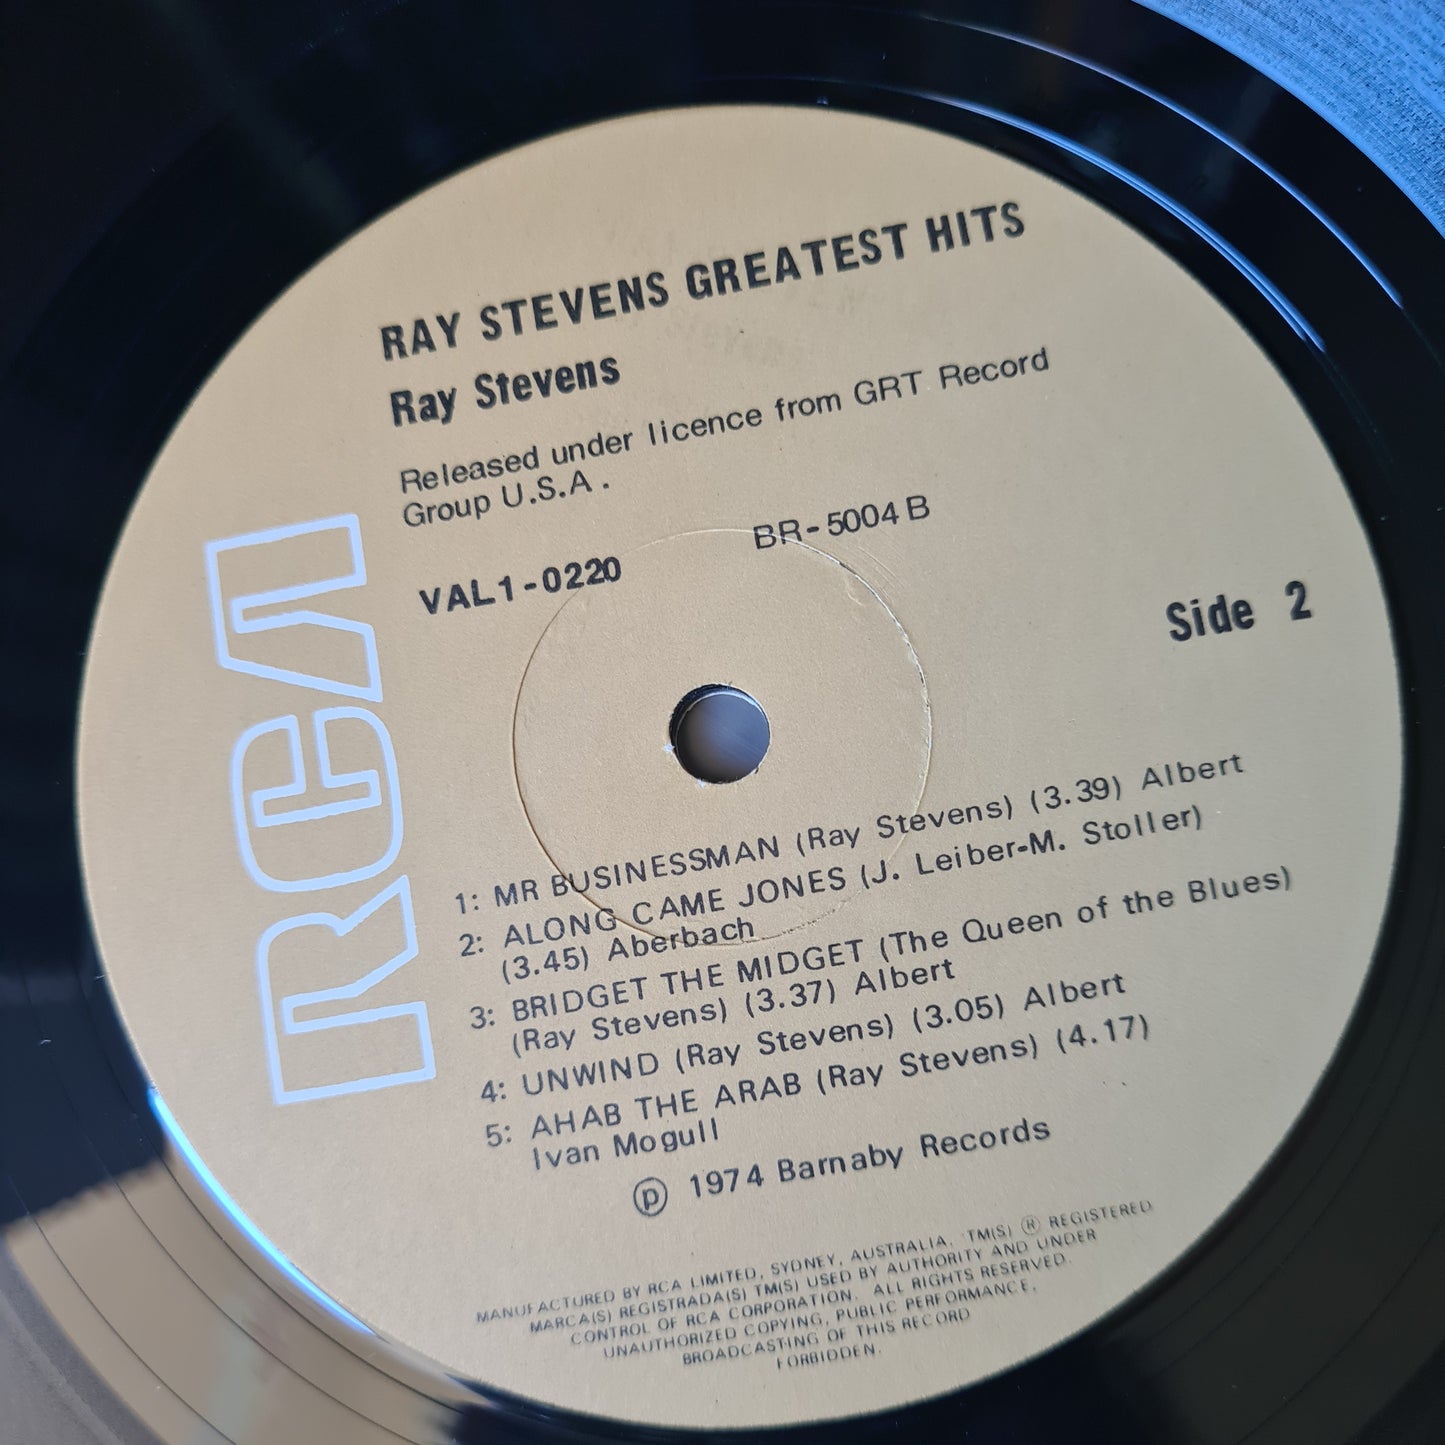 RAY STEVENS GREATEST HITS
Ray Stevens
Released under licence from GRT Record
Group U.S.A.
VAL1-0220
BR-5004 B
Side 2
RCA
1: MR BUSINESSMAN (Ray Stevens) (3.39) Albert
2: ALONG CAME JONES (J. Leiber-M. Stoller)
(3.45) Aberbach
3: BRIDGET THE MIDGET (The Queen of the Blues)
(Ray Stevens) (3.37) Albert
4: UNWIND (Ray Stevens) (3.05) Albert
5: AHAB THE ARAB (Ray Stevens) (4.17)
Ivan Mogull
Ⓟ 1974 Barnaby Records
MANUFACTURED BY RCA LIMITED, SYDNEY, AUSTRALIA. TM(S) ® REGISTERED
MARCA(S) REGISTRADA(S) TM(S) USED BY AUTHORITY AND UNDER
CONTROL OF RCA CORPORATION. ALL RIGHTS RESERVED.
UNAUTHORIZED COPYING, PUBLIC PERFORMANCE,
BROADCASTING OF THIS RECORD
FORBIDDEN.